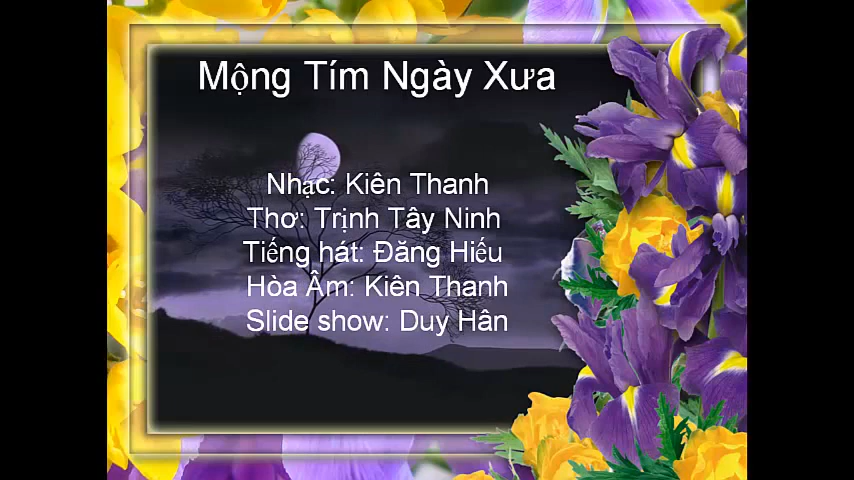 Mộng Tím Ngày Xưa
Nhạc: Kiên Thanh
Thơ: Trịnh Tây Ninh
Tiếng hát: Đăng Hiếu
Hòa Âm: Kiên Thanh
Slide show: Duy Hân